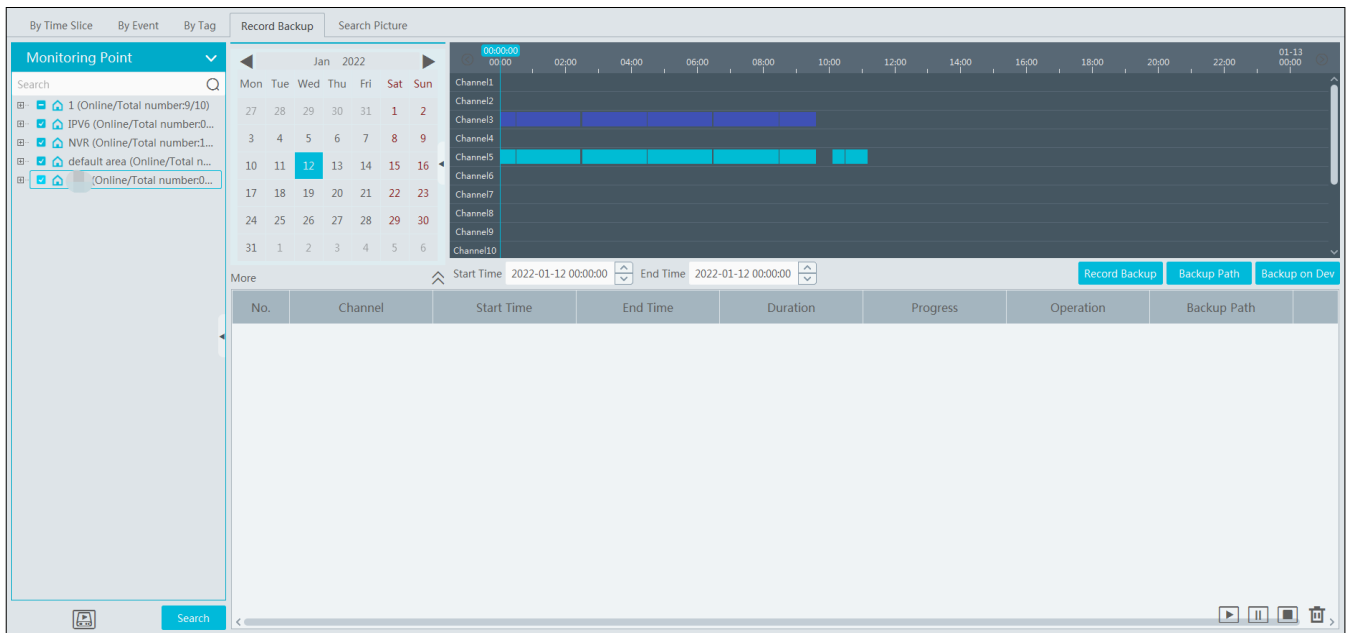 By Time Slice By Event By Tag Record Backup Search Picture
Monitoring Point
Search
1 (Online/Total number:9/10)
IPV6 (Online/Total number:0...
NVR (Online/Total number:1...
default area (Online/Total n...
(Online/Total number:0...
Search
Jan 2022
Mon Tue Wed Thu Fri Sat Sun
27 28 29 30 31 1 2
3 4 5 6 7 8 9
10 11 12 13 14 15 16
17 18 19 20 21 22 23
24 25 26 27 28 29 30
31 1 2 3 4 5 6
More
00:00:00 01-13
00:00 02:00 04:00 06:00 08:00 10:00 12:00 14:00 16:00 18:00 20:00 22:00 00:00
Channel1
Channel2
Channel3
Channel4
Channel5
Channel6
Channel7
Channel8
Channel9
Channel10
Start Time 2022-01-12 00:00:00 End Time 2022-01-12 00:00:00 Record Backup Backup Path Backup on Dev
No. Channel Start Time End Time Duration Progress Operation Backup Path